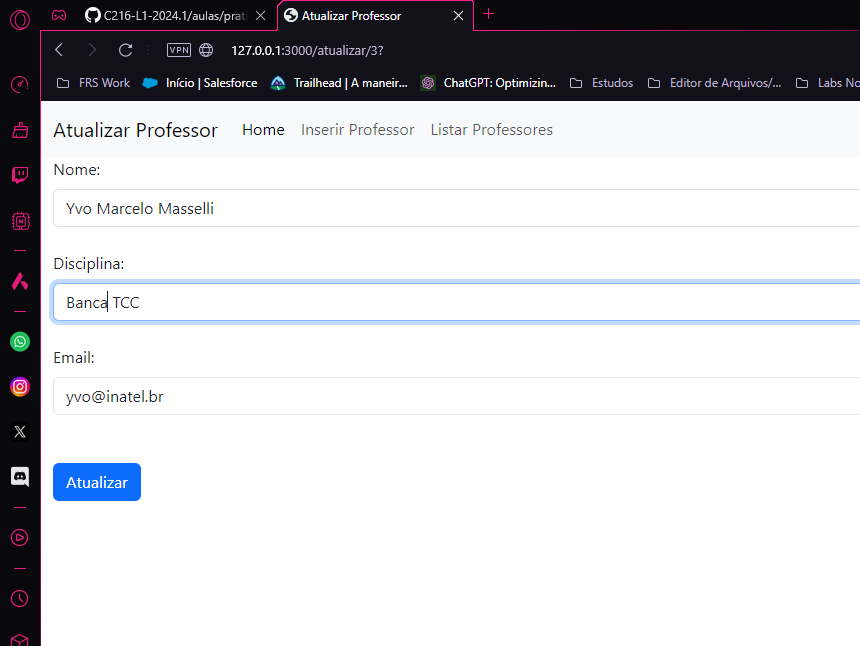 C216-L1-2024.1/aulas/prati
Atualizar Professor
VPN
127.0.0.1:3000/atualizar/3?
FRS Work
Início | Salesforce
Trailhead | A maneir...
ChatGPT: Optimizin...
Estudos
Editor de Arquivos/...
Labs No
Atualizar Professor
Home
Inserir Professor
Listar Professores
Nome:
Yvo Marcelo Masselli
Disciplina:
Banca TCC
Email:
yvo@inatel.br
Atualizar